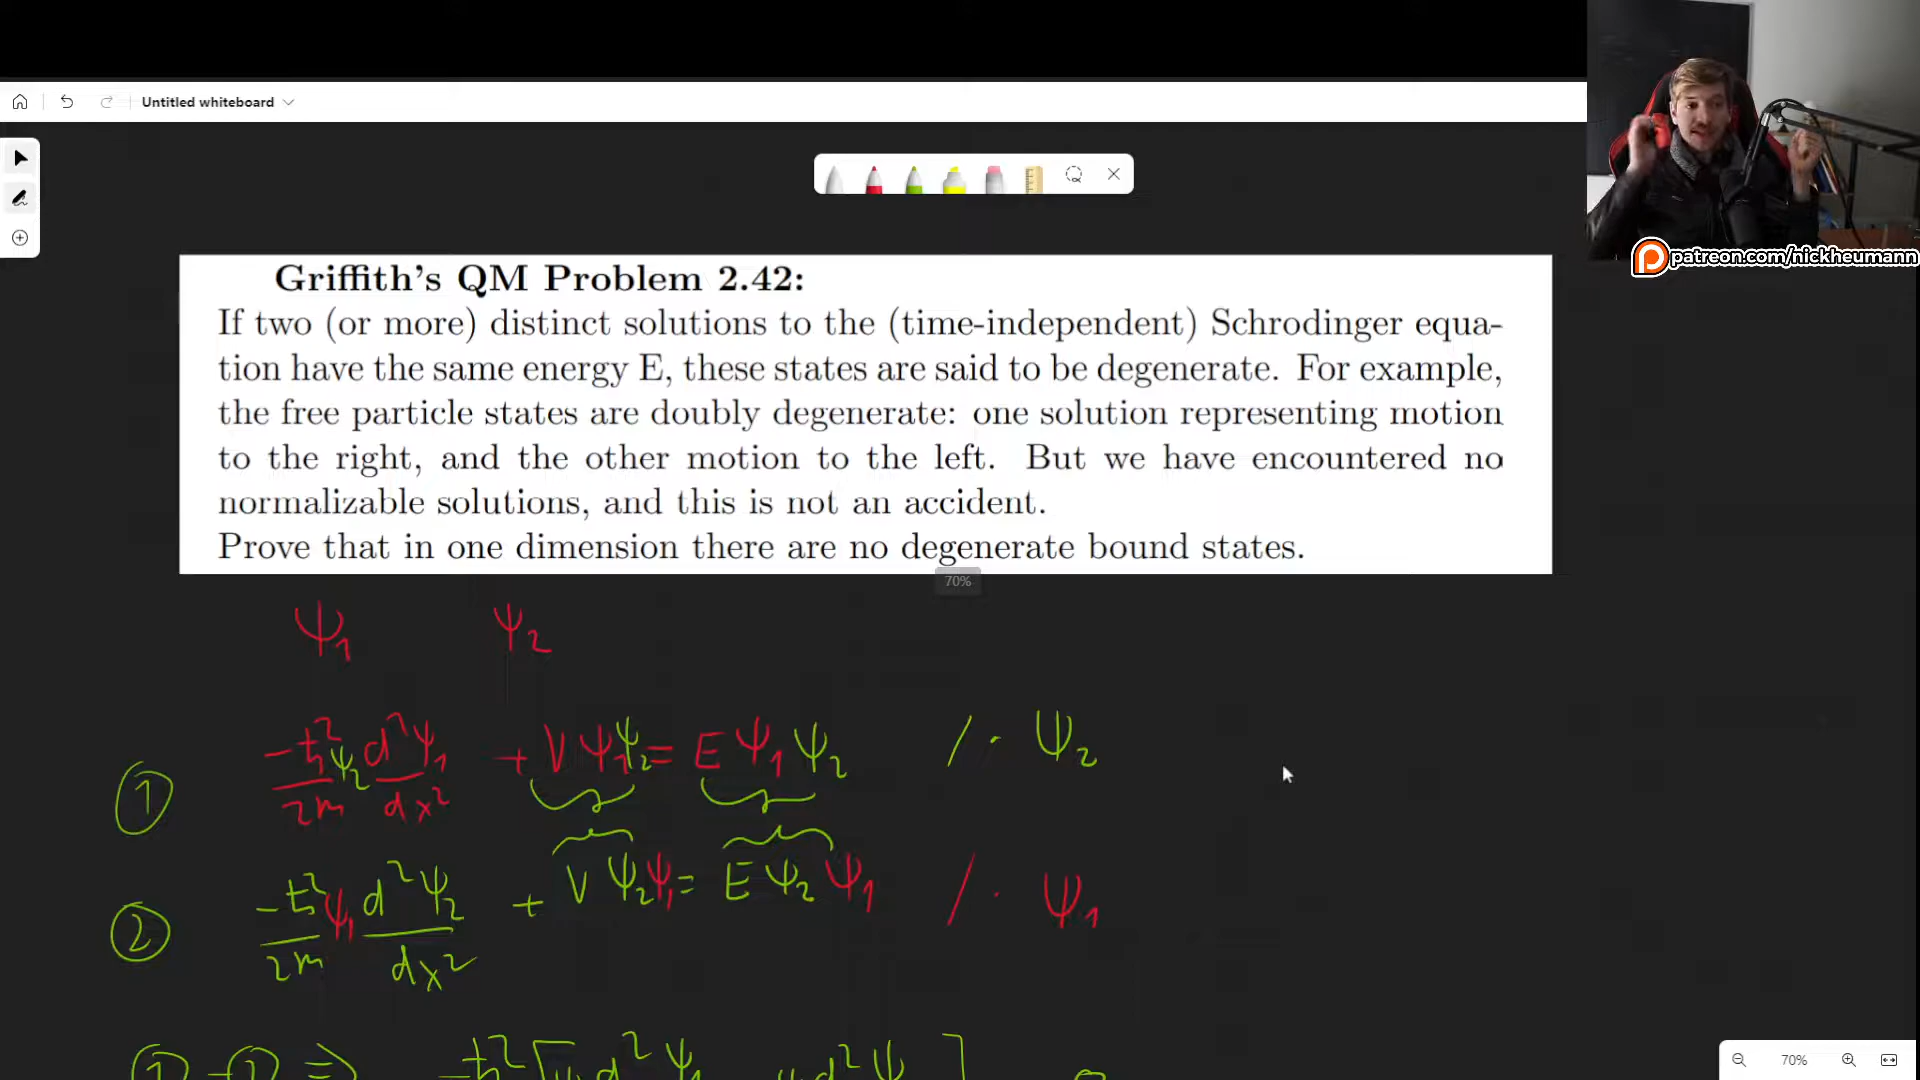 Untitled whiteboard
patreon.com/nickheumann
Griffith's QM Problem 2.42:
If two (or more) distinct solutions to the (time-independent) Schrodinger equa-
tion have the same energy E, these states are said to be degenerate. For example,
the free particle states are doubly degenerate: one solution representing motion
to the right, and the other motion to the left. But we have encountered no
normalizable solutions, and this is not an accident.
Prove that in one dimension there are no degenerate bound states.
70%
Ψ₁ Ψ₂
① -ħ²/2m Ψ₂ d²Ψ₁/dx² + VΨ₁Ψ₂ = EΨ₁Ψ₂ / · Ψ₂
② -ħ²/2m Ψ₁ d²Ψ₂/dx² + VΨ₂Ψ₁ = EΨ₂Ψ₁ / · Ψ₁
70%